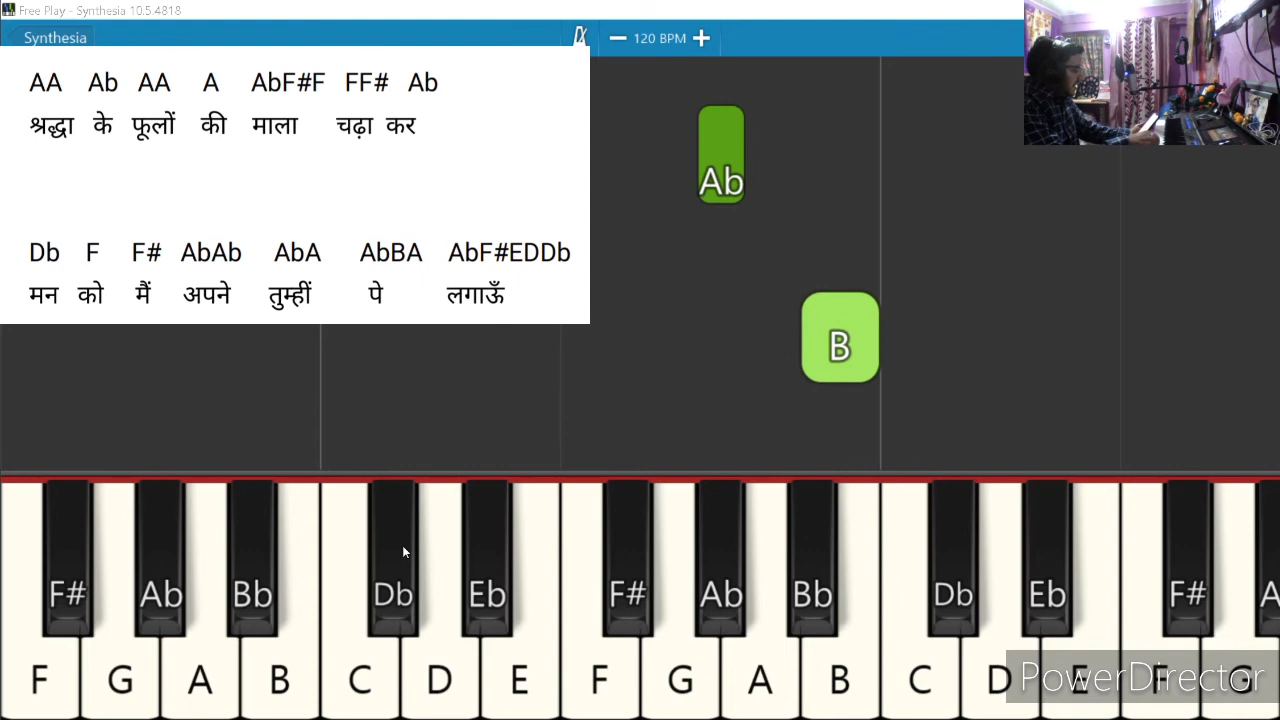 Free Play - Synthesia 10.5.4818
Synthesia
120 BPM
AA Ab AA A AbF#F FF# Ab
श्रद्धा के फूलों की माला चढ़ा कर
Db F F# AbAb AbA AbBA AbF#EDDb
मन को मैं अपने तुम्हीं पे लगाऊँ
Ab
B
F# Ab Bb Db Eb F# Ab Bb Db Eb F# A
F G A B C D E F G A B C D E F G
PowerDirector